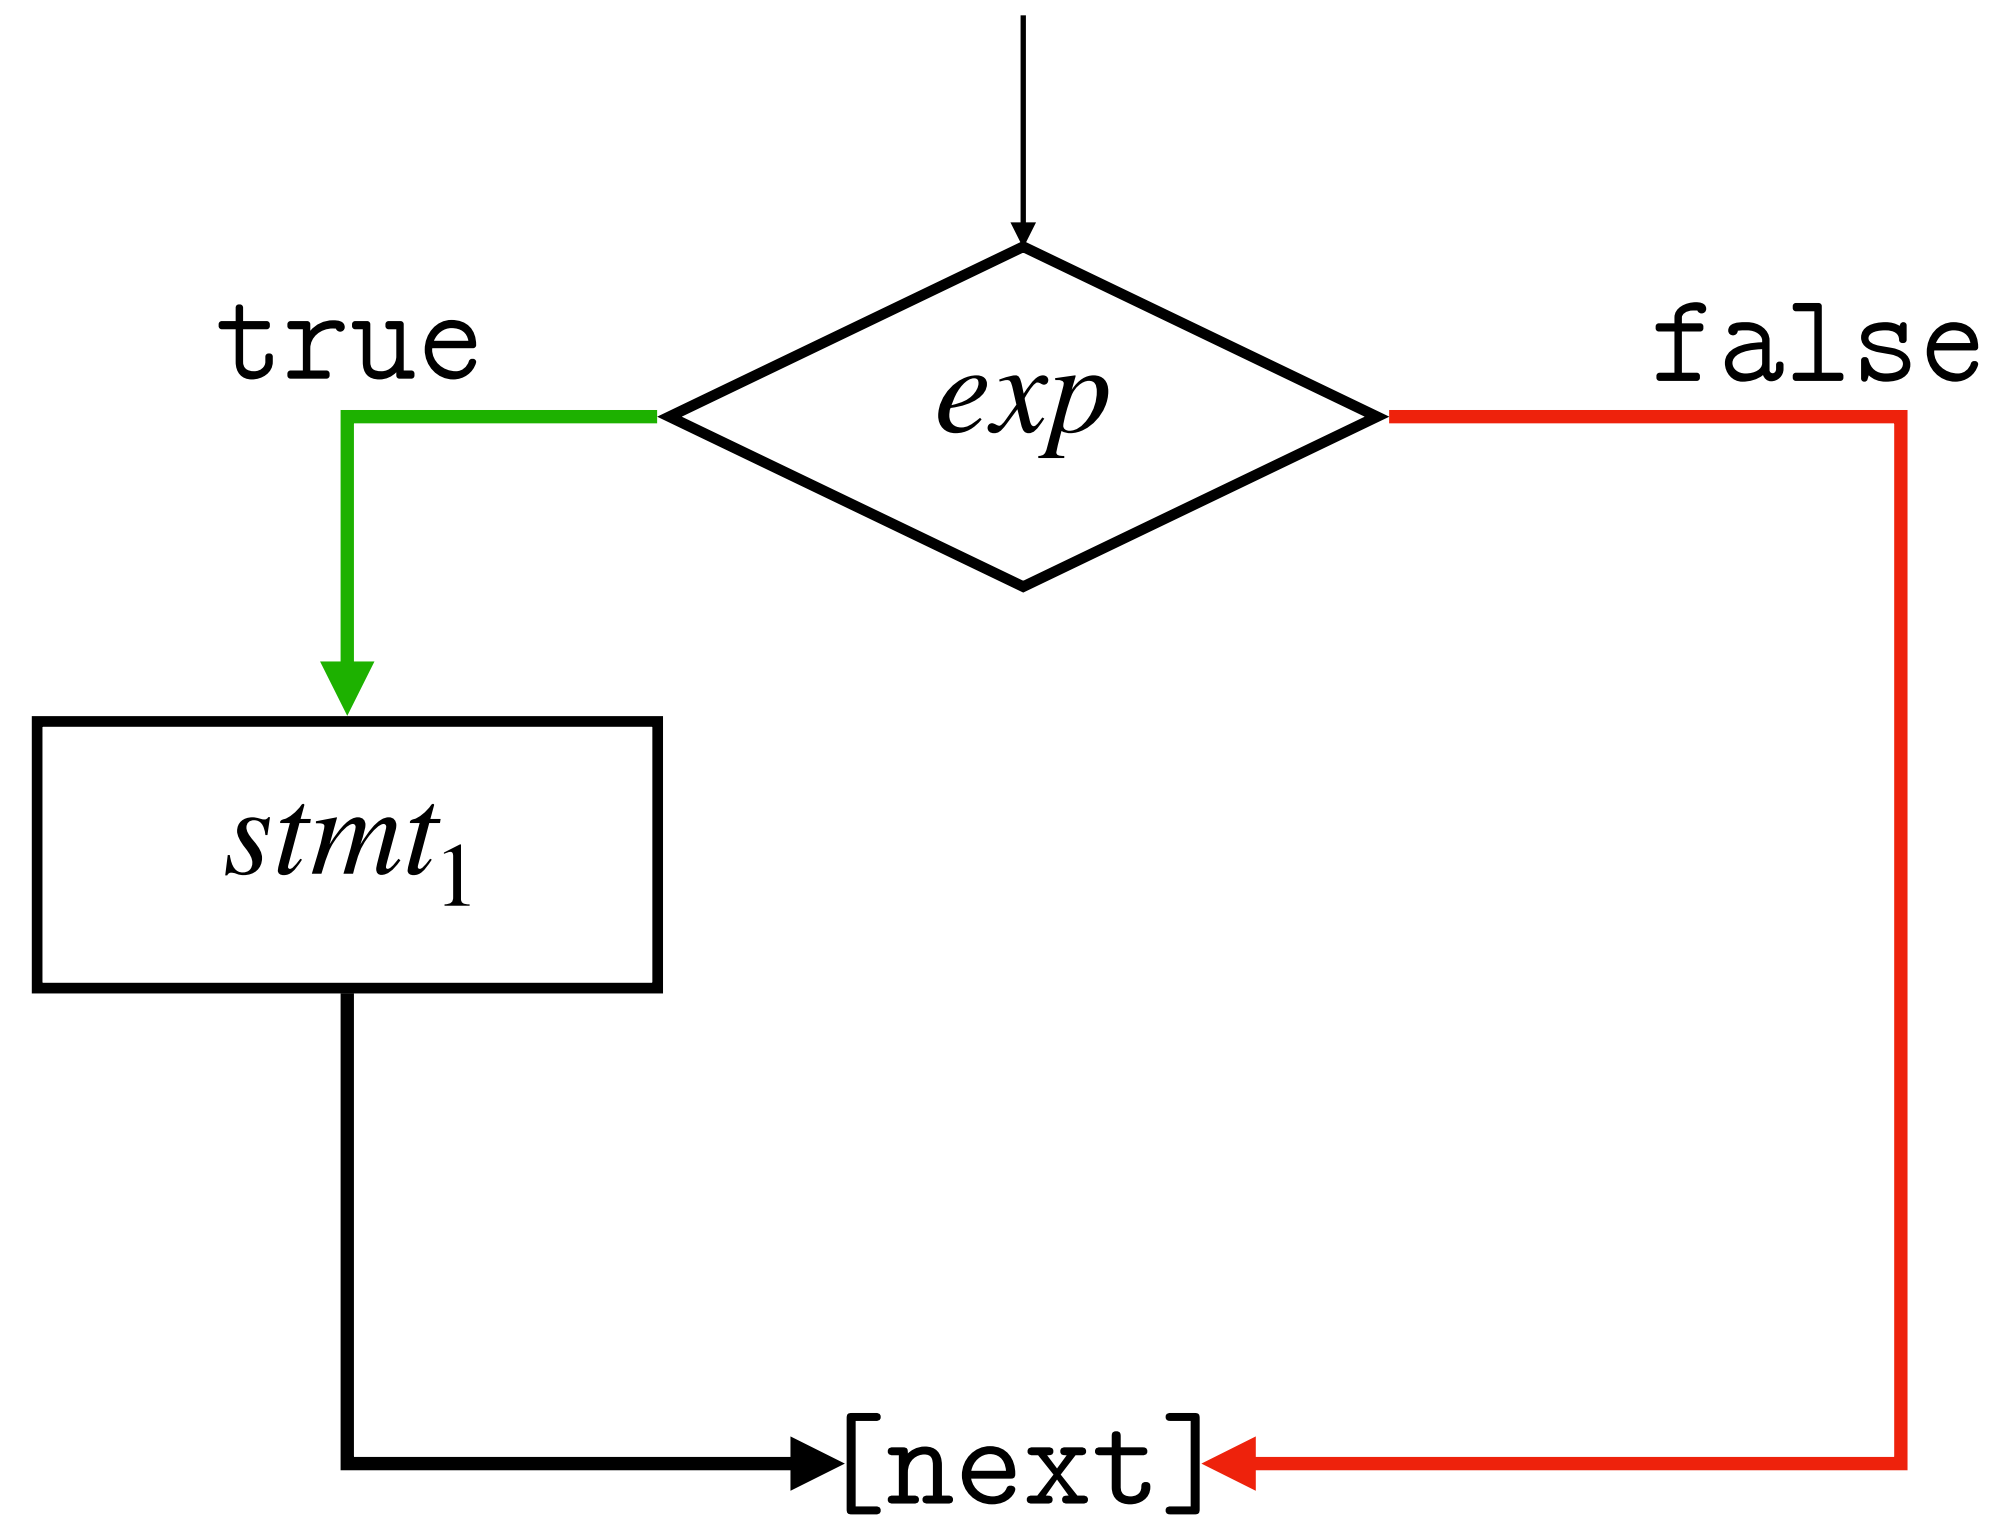 true
exp
false
stmt₁
[next]